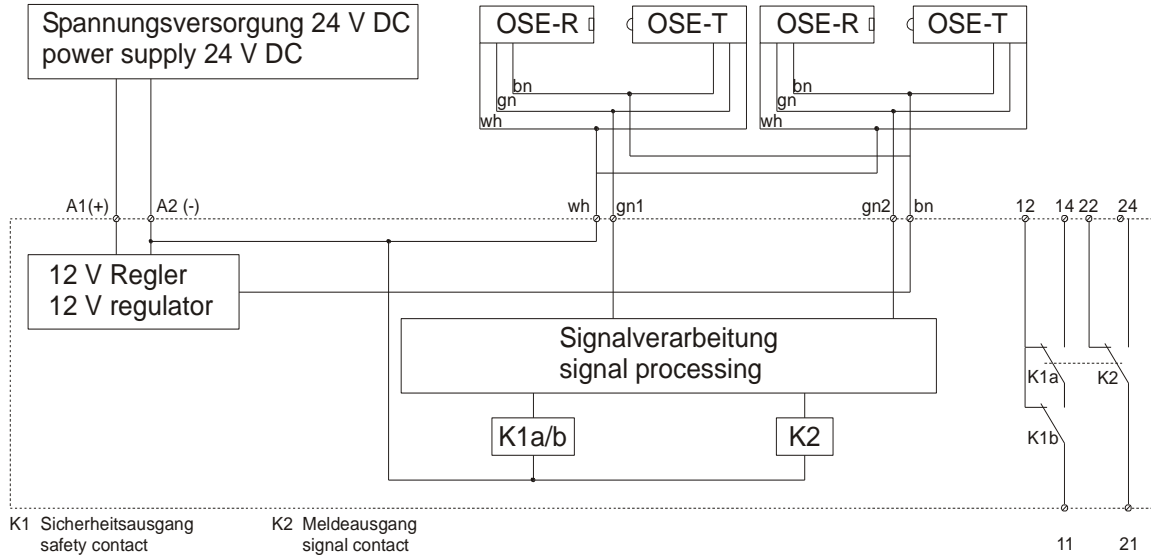 Spannungsversorgung 24 V DC
power supply 24 V DC
OSE-R
OSE-T
OSE-R
OSE-T
bn
gn
wh
bn
gn
wh
A1(+)
A2 (-)
wh
gn1
gn2
bn
12
14
22
24
12 V Regler
12 V regulator
Signalverarbeitung
signal processing
K1a
K2
K1a/b
K2
K1b
K1 Sicherheitsausgang
safety contact
K2 Meldeausgang
signal contact
11
21